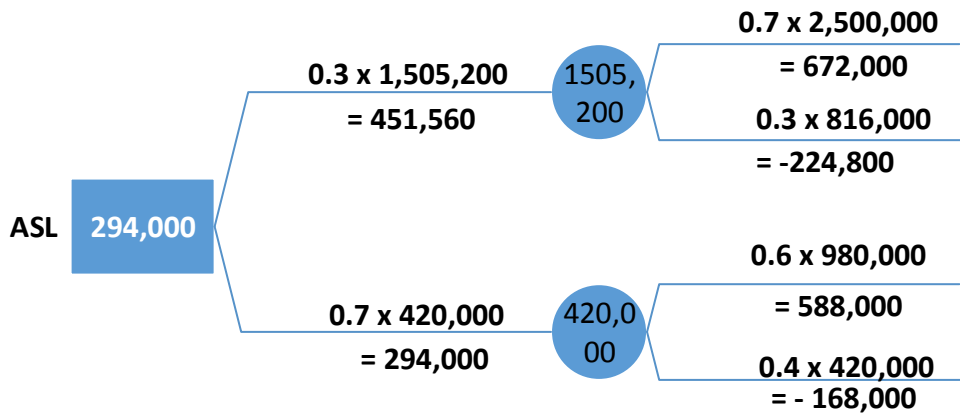 0.7 x 2,500,000
= 672,000
0.3 x 1,505,200
= 451,560
1505,
200
0.3 x 816,000
= -224,800
ASL
294,000
0.6 x 980,000
= 588,000
0.7 x 420,000
= 294,000
420,0
00
0.4 x 420,000
= - 168,000